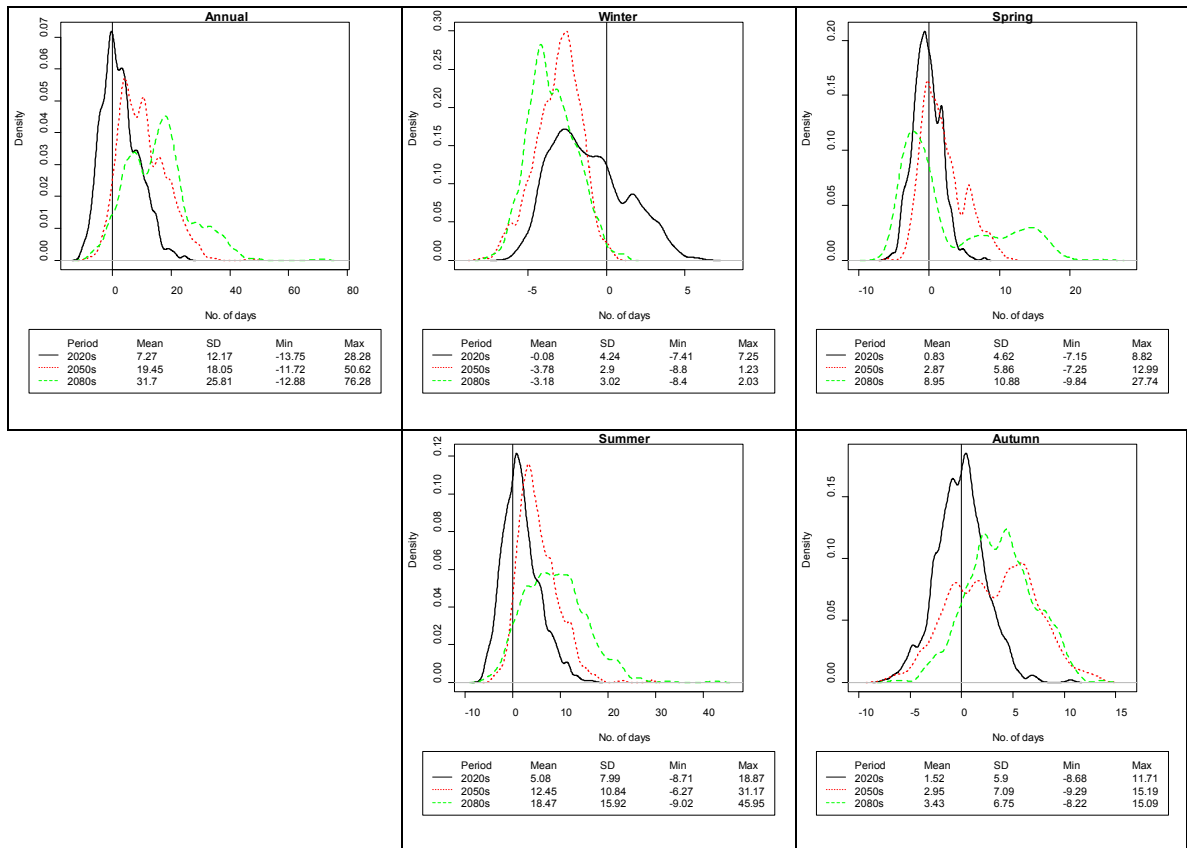 Annual
Density
0.00 0.01 0.02 0.03 0.04 0.05 0.06 0.07
0 20 40 60 80
No. of days
Period Mean SD Min Max
2020s 7.27 12.17 -13.75 28.28
2050s 19.45 18.05 -11.72 50.62
2080s 31.7 25.81 -12.88 76.28
Winter
Density
0.00 0.05 0.10 0.15 0.20 0.25 0.30
-5 0 5
No. of days
Period Mean SD Min Max
2020s -0.08 4.24 -7.41 7.25
2050s -3.78 2.9 -8.8 1.23
2080s -3.18 3.02 -8.4 2.03
Spring
Density
0.00 0.05 0.10 0.15 0.20
-10 0 10 20
No. of days
Period Mean SD Min Max
2020s 0.83 4.62 -7.15 8.82
2050s 2.87 5.86 -7.25 12.99
2080s 8.95 10.88 -9.84 27.74
Summer
Density
0.00 0.02 0.04 0.06 0.08 0.10 0.12
-10 0 10 20 30 40
No. of days
Period Mean SD Min Max
2020s 5.08 7.99 -8.71 18.87
2050s 12.45 10.84 -6.27 31.17
2080s 18.47 15.92 -9.02 45.95
Autumn
Density
0.00 0.05 0.10 0.15
-10 -5 0 5 10 15
No. of days
Period Mean SD Min Max
2020s 1.52 5.9 -8.68 11.71
2050s 2.95 7.09 -9.29 15.19
2080s 3.43 6.75 -8.22 15.09